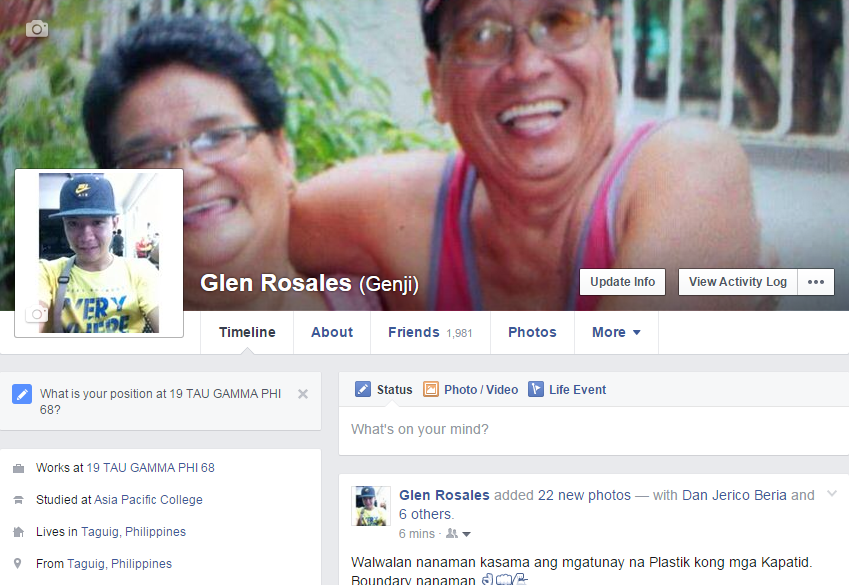 Glen Rosales (Genji)
Update Info
View Activity Log
Timeline
About
Friends 1,981
Photos
More
What is your position at 19 TAU GAMMA PHI
68?
Works at 19 TAU GAMMA PHI 68
Studied at Asia Pacific College
Lives in Taguig, Philippines
From Taguig, Philippines
Status
Photo / Video
Life Event
What's on your mind?
Glen Rosales added 22 new photos — with Dan Jerico Beria and
6 others.
6 mins ·
Walwalan nanaman kasama ang mgatunay na Plastik kong mga Kapatid.
Boundary nanaman